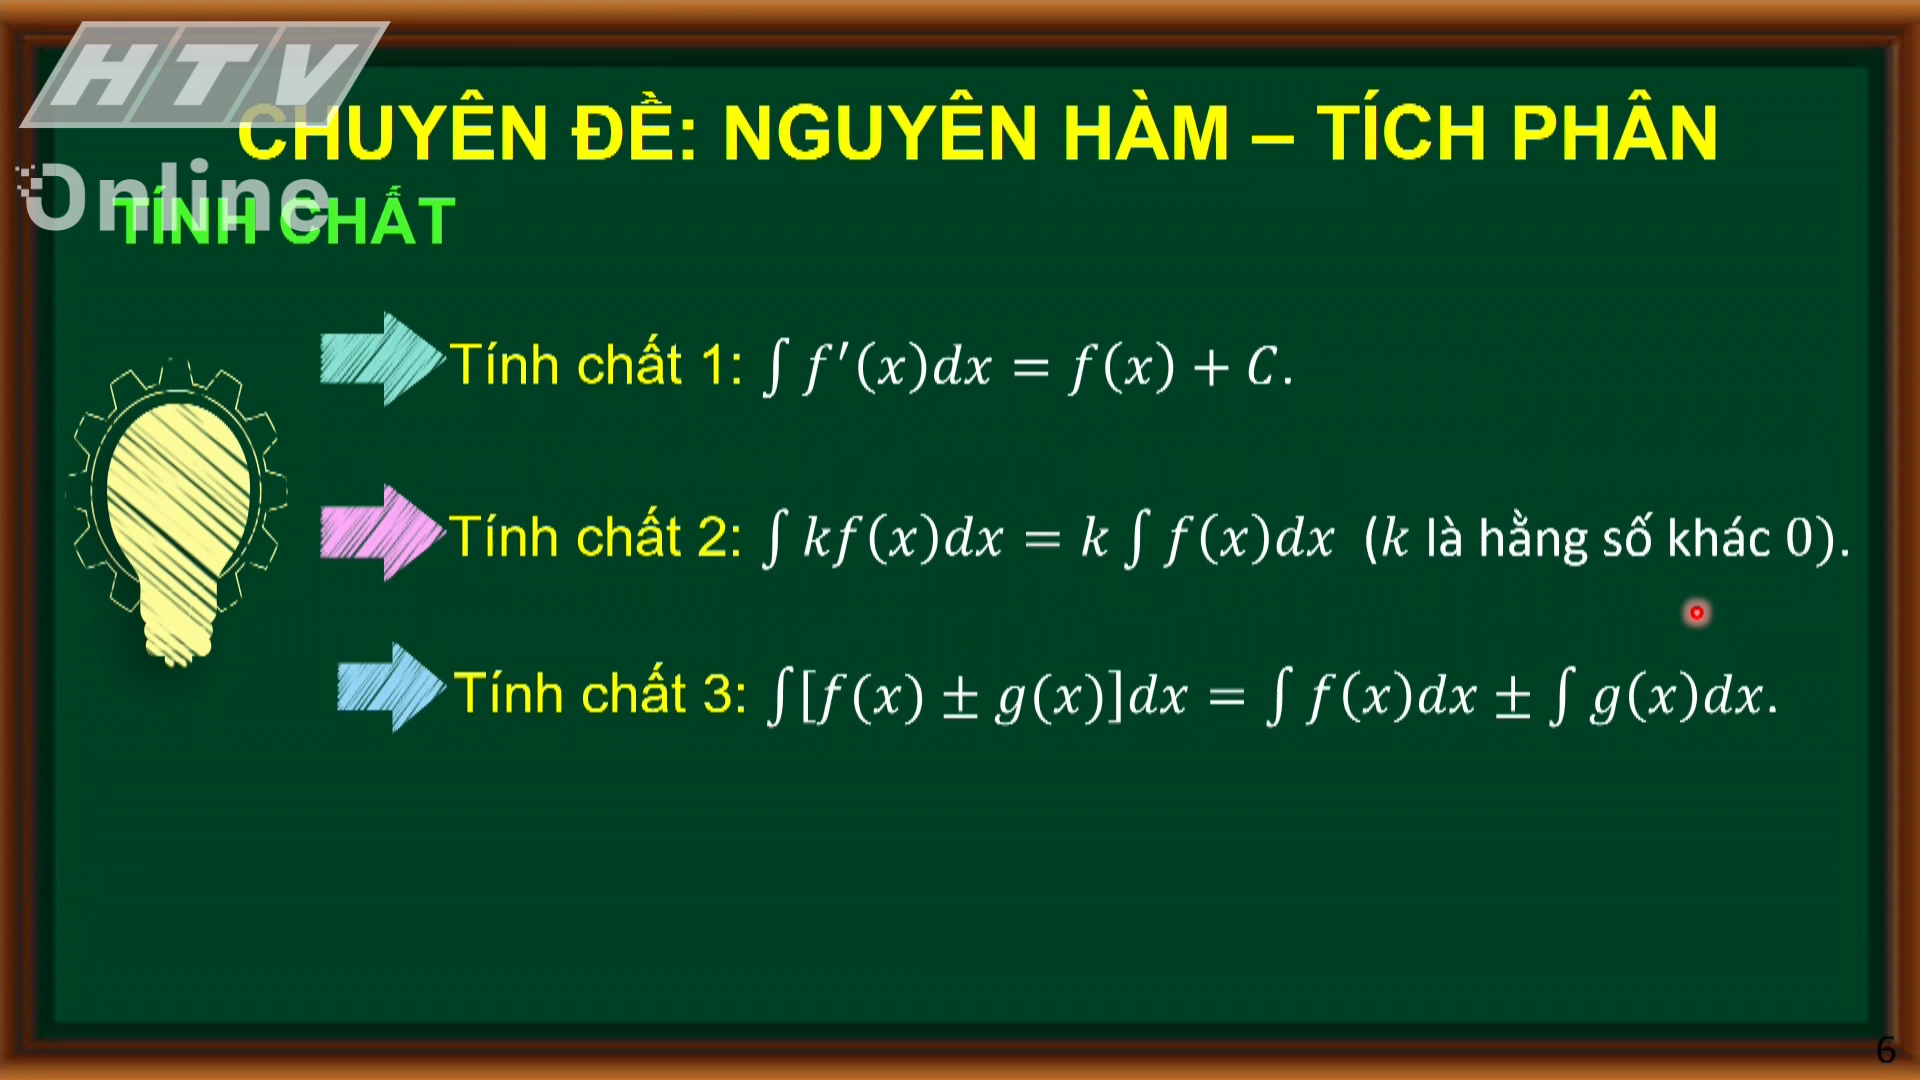 HTV
Online
CHUYÊN ĐỀ: NGUYÊN HÀM – TÍCH PHÂN
TÍNH CHẤT
Tính chất 1: ∫ f′(x)dx = f(x) + C.
Tính chất 2: ∫ kf(x)dx = k ∫ f(x)dx (k là hằng số khác 0).
Tính chất 3: ∫[f(x) ± g(x)]dx = ∫ f(x)dx ± ∫ g(x)dx.
6